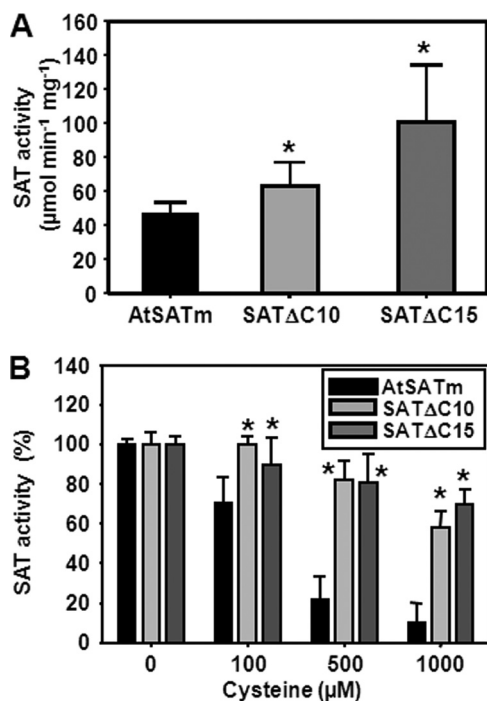 A
SAT activity
(µmol min⁻¹ mg⁻¹)
160
140
120
100
80
60
40
20
0
*
*
AtSATm SATΔC10 SATΔC15
B
SAT activity (%)
140
120
100
80
60
40
20
0
AtSATm
SATΔC10
SATΔC15
* *
* *
* *
0 100 500 1000
Cysteine (µM)